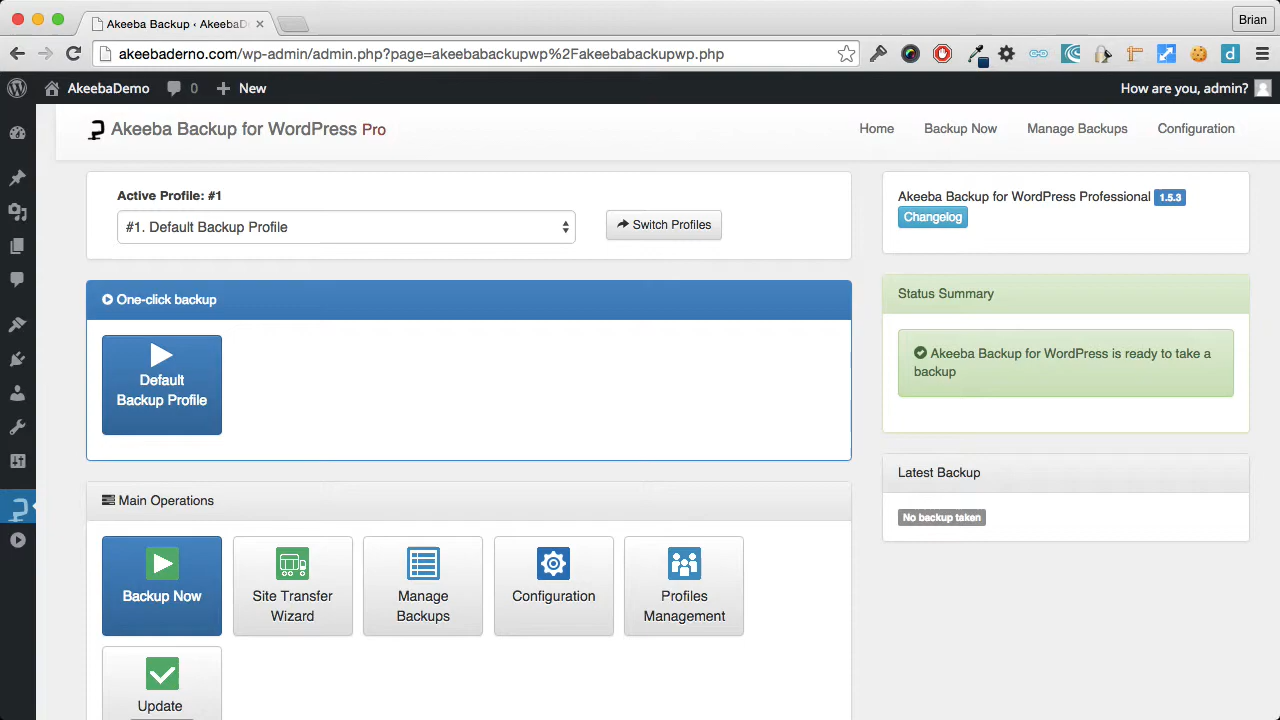 Akeeba Backup ‹ AkeebaD
Brian
akeebaderno.com/wp-admin/admin.php?page=akeebabackupwp%2Fakeebabackupwp.php
AkeebaDemo 0 New How are you, admin?
Akeeba Backup for WordPress Pro Home Backup Now Manage Backups Configuration
Active Profile: #1
#1. Default Backup Profile
Switch Profiles
Akeeba Backup for WordPress Professional 1.5.3
Changelog
One-click backup
Default
Backup Profile
Status Summary
Akeeba Backup for WordPress is ready to take a
backup
Latest Backup
No backup taken
Main Operations
Backup Now
Site Transfer
Wizard
Manage
Backups
Configuration
Profiles
Management
Update